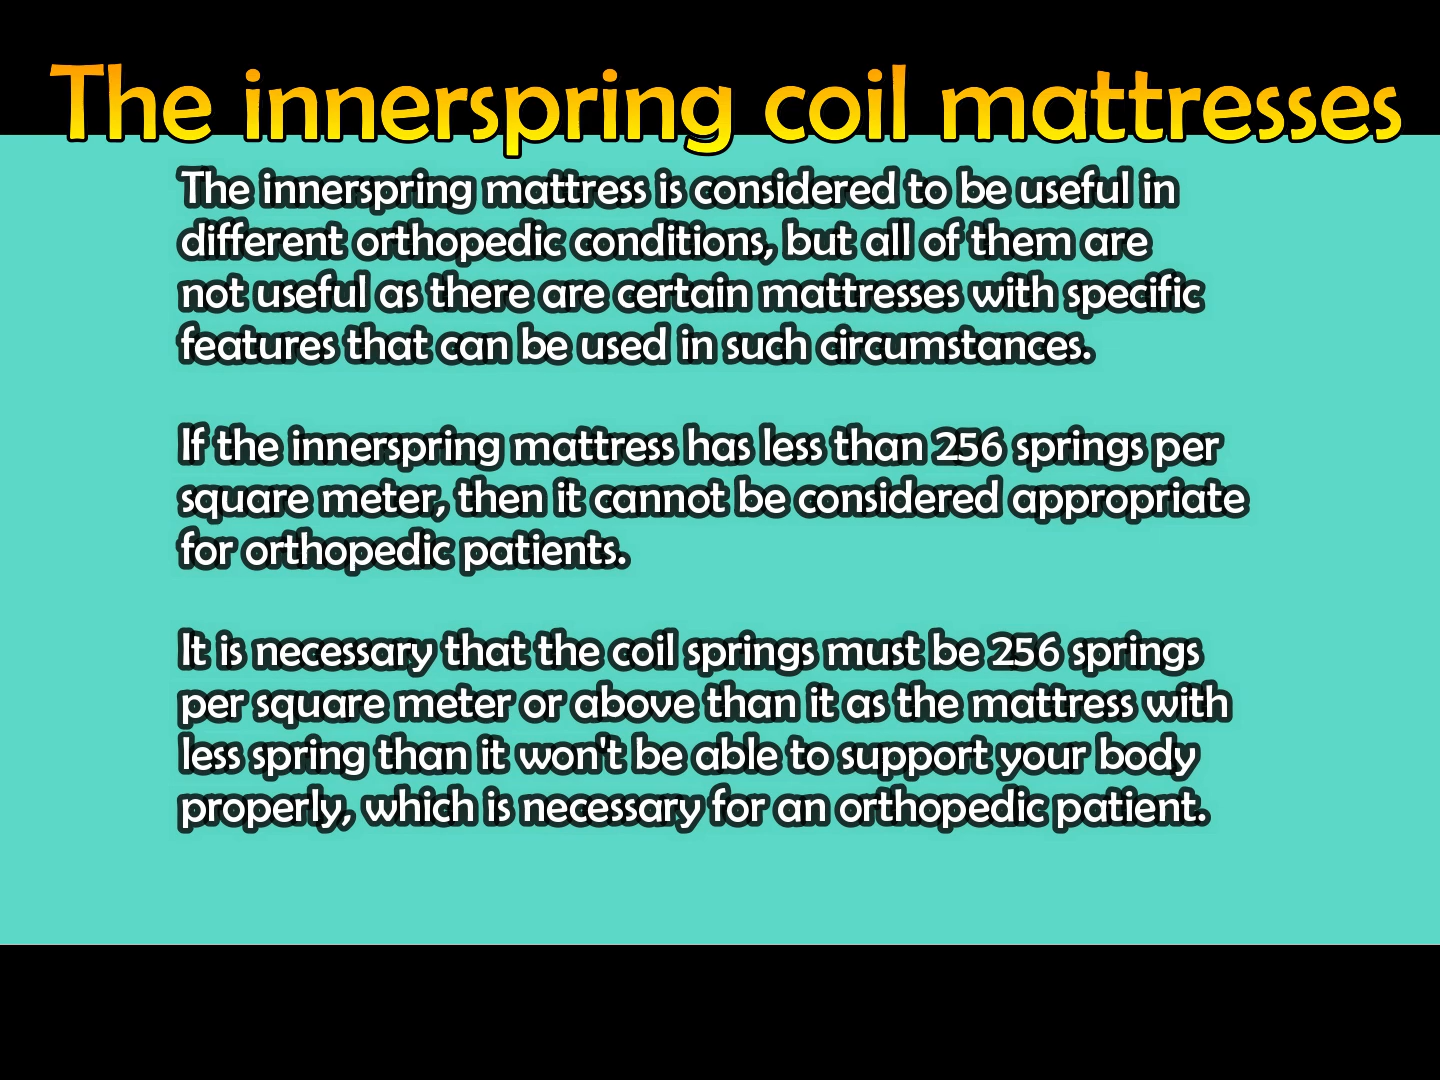 The innerspring coil mattresses
The innerspring mattress is considered to be useful in
different orthopedic conditions, but all of them are
not useful as there are certain mattresses with specific
features that can be used in such circumstances.
If the innerspring mattress has less than 256 springs per
square meter, then it cannot be considered appropriate
for orthopedic patients.
It is necessary that the coil springs must be 256 springs
per square meter or above than it as the mattress with
less spring than it won't be able to support your body
properly, which is necessary for an orthopedic patient.